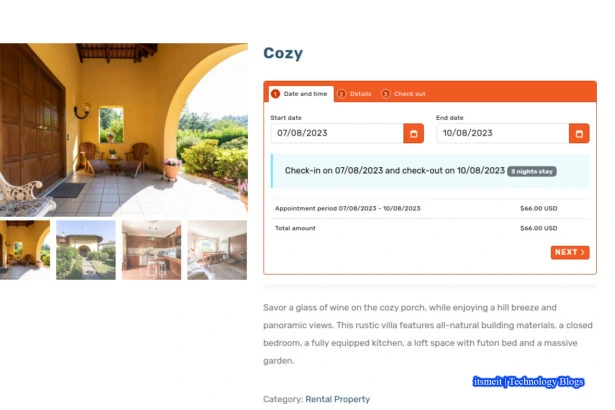 Cozy
1 Date and time 2 Details 3 Check out
Start date End date
07/08/2023 10/08/2023
Check-in on 07/08/2023 and check-out on 10/08/2023 3 nights stay
Appointment period 07/08/2023 - 10/08/2023 $66.00 USD
Total amount $66.00 USD
NEXT >
Savor a glass of wine on the cozy porch, while enjoying a hill breeze and
panoramic views. This rustic villa features all-natural building materials, a closed
bedroom, a fully equipped kitchen, a loft space with futon bed and a massive
garden.
itsmeit | Technology Blogs
Category: Rental Property